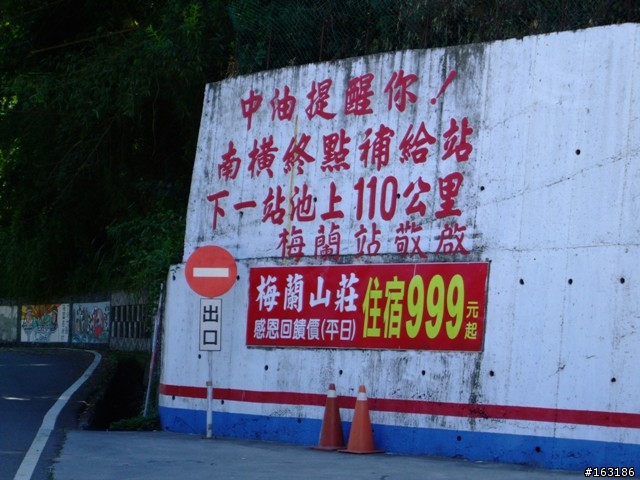 中油提醒你！
南橫終點補給站
下一站池上110公里
梅蘭站敬啟
梅蘭山莊
感恩回饋價(平日)
住宿999元起
出口
#163186